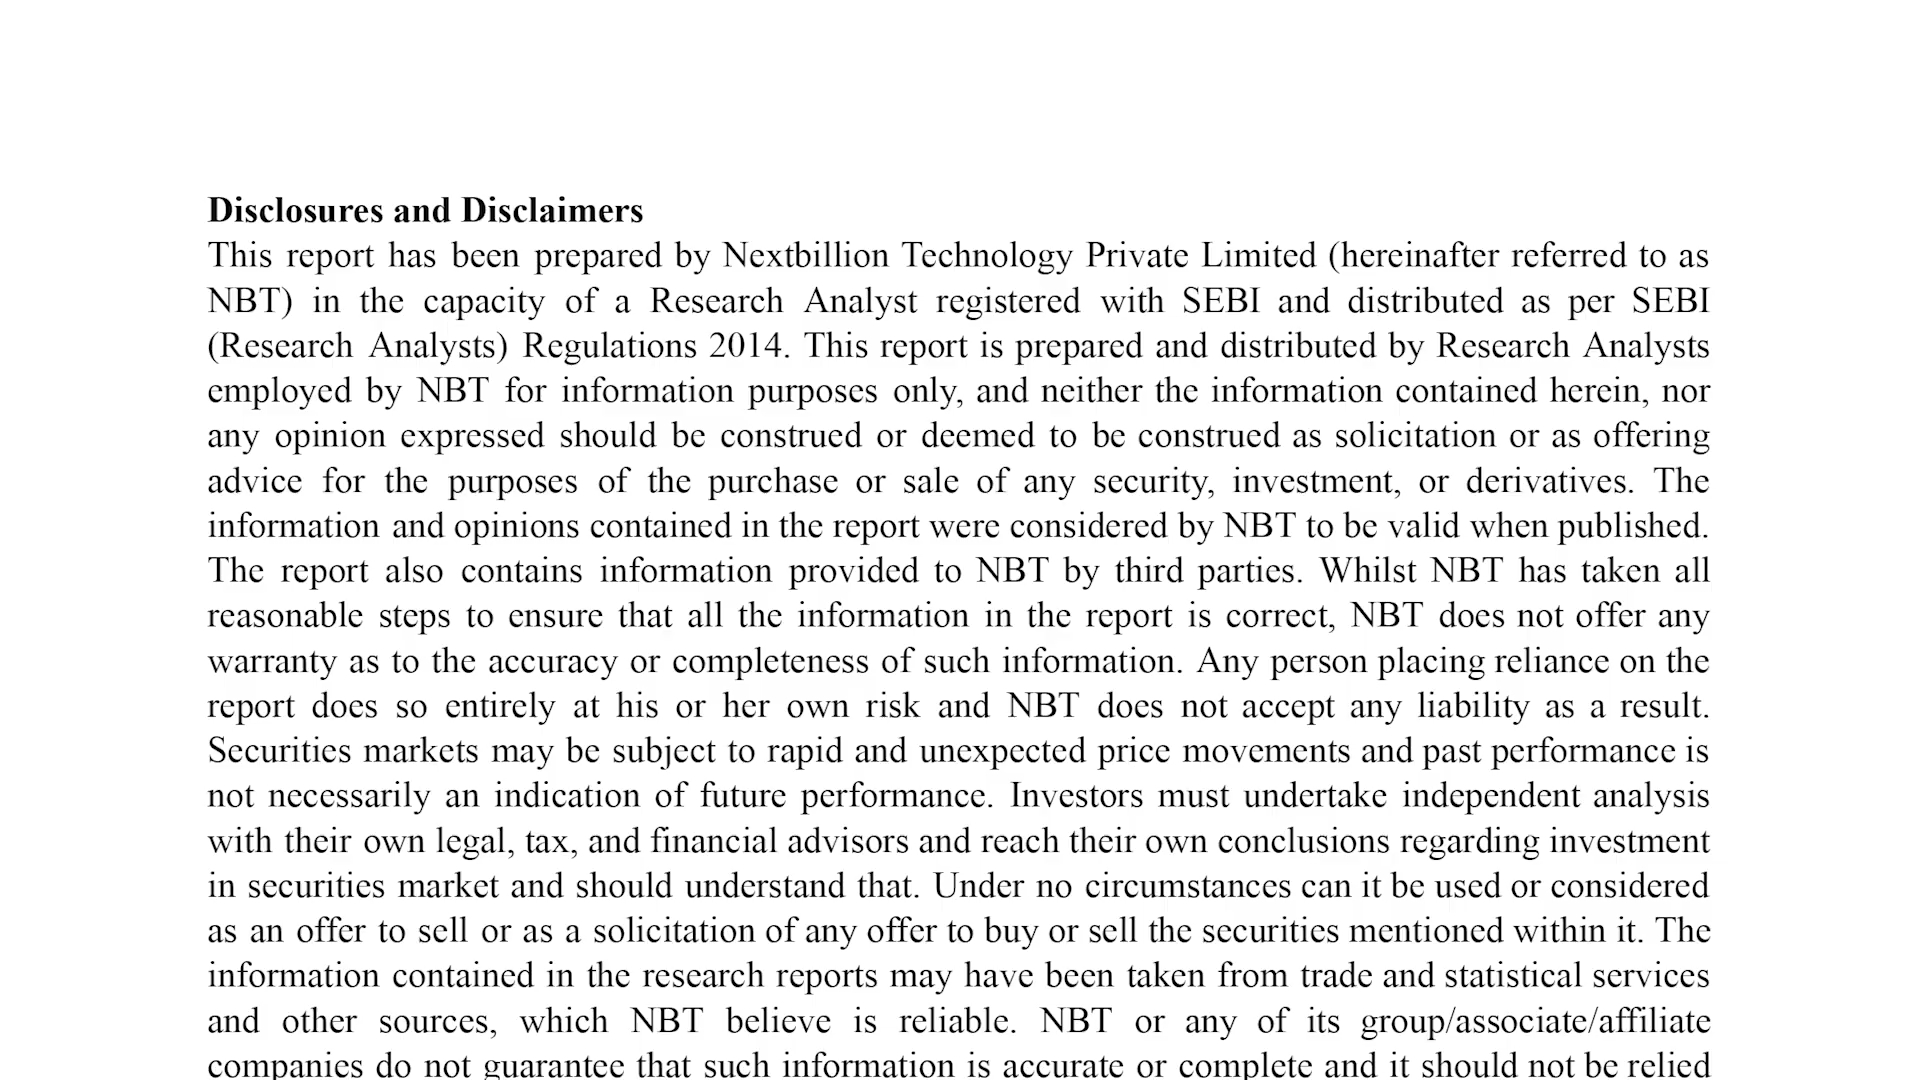 Disclosures and Disclaimers
This report has been prepared by Nextbillion Technology Private Limited (hereinafter referred to as
NBT) in the capacity of a Research Analyst registered with SEBI and distributed as per SEBI
(Research Analysts) Regulations 2014. This report is prepared and distributed by Research Analysts
employed by NBT for information purposes only, and neither the information contained herein, nor
any opinion expressed should be construed or deemed to be construed as solicitation or as offering
advice for the purposes of the purchase or sale of any security, investment, or derivatives. The
information and opinions contained in the report were considered by NBT to be valid when published.
The report also contains information provided to NBT by third parties. Whilst NBT has taken all
reasonable steps to ensure that all the information in the report is correct, NBT does not offer any
warranty as to the accuracy or completeness of such information. Any person placing reliance on the
report does so entirely at his or her own risk and NBT does not accept any liability as a result.
Securities markets may be subject to rapid and unexpected price movements and past performance is
not necessarily an indication of future performance. Investors must undertake independent analysis
with their own legal, tax, and financial advisors and reach their own conclusions regarding investment
in securities market and should understand that. Under no circumstances can it be used or considered
as an offer to sell or as a solicitation of any offer to buy or sell the securities mentioned within it. The
information contained in the research reports may have been taken from trade and statistical services
and other sources, which NBT believe is reliable. NBT or any of its group/associate/affiliate
companies do not guarantee that such information is accurate or complete and it should not be relied